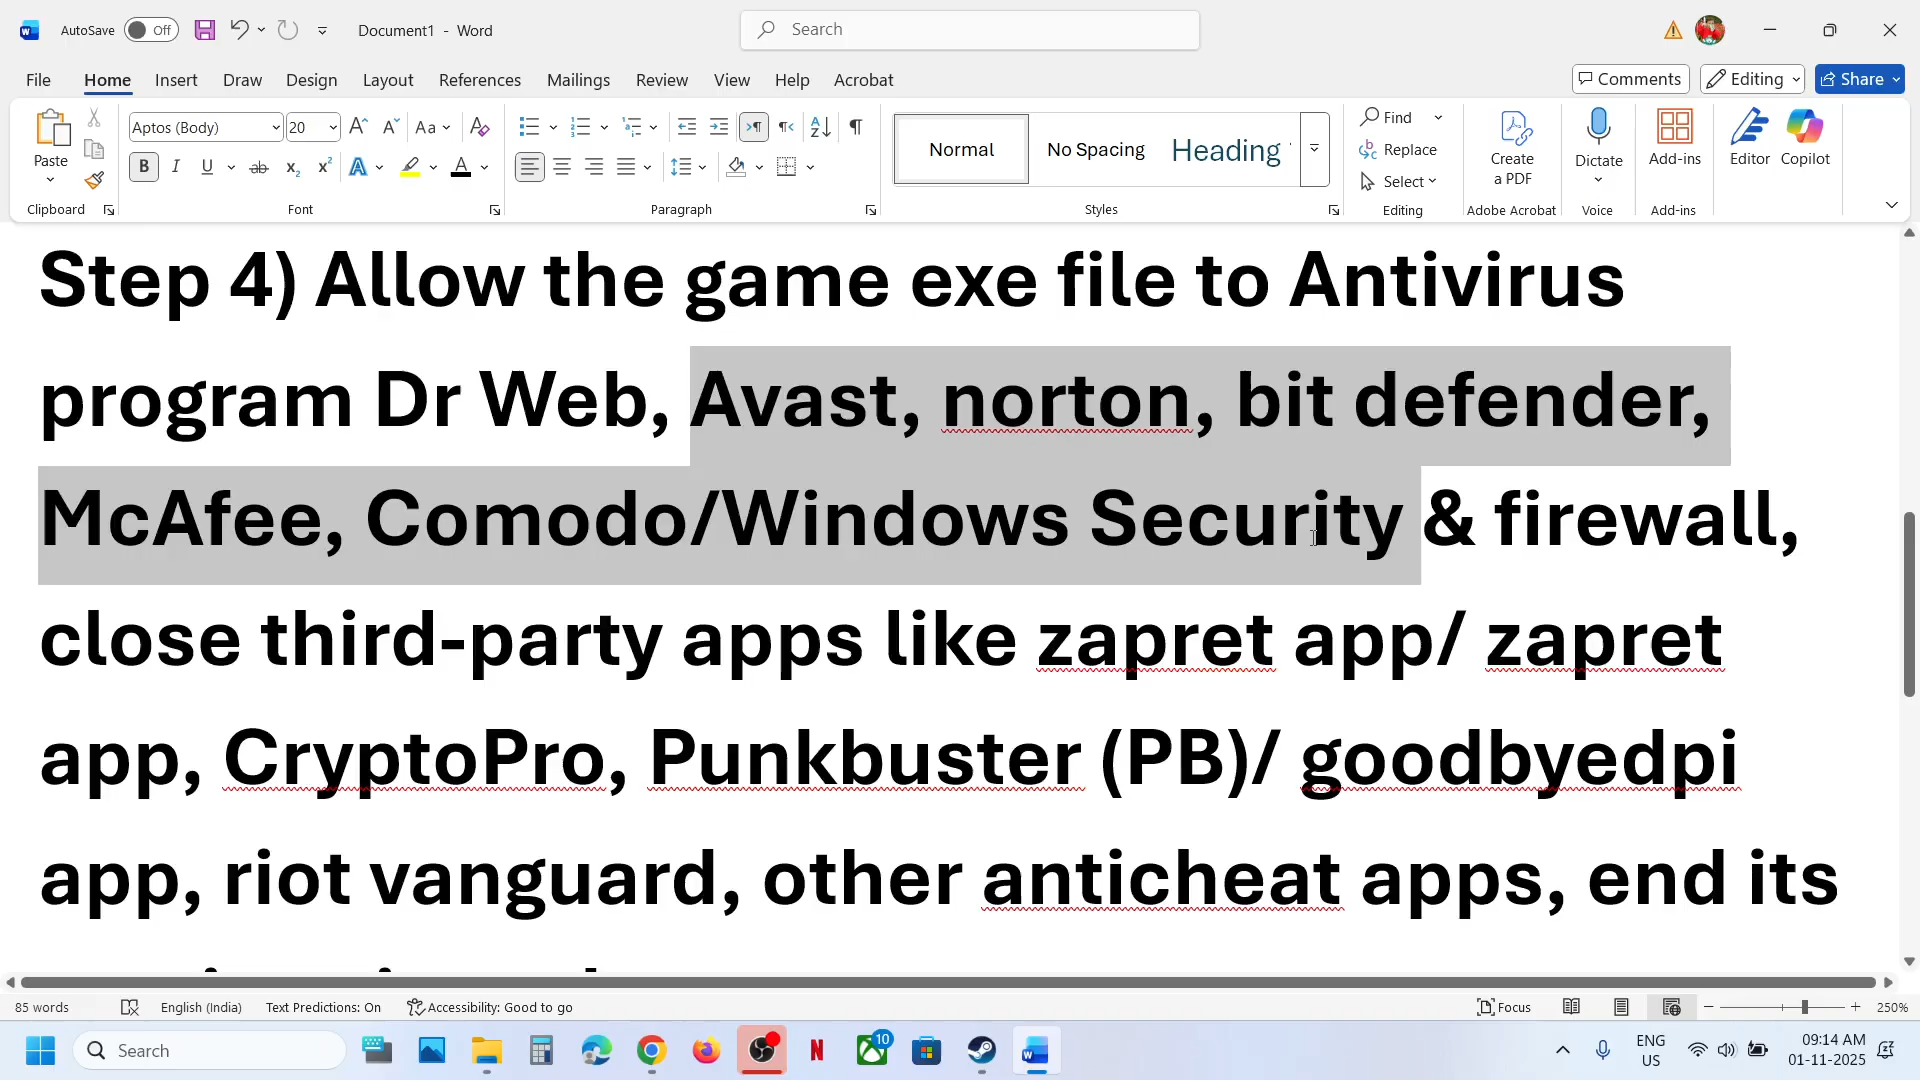 AutoSave Off Document1 - Word Search
File Home Insert Draw Design Layout References Mailings Review View Help Acrobat Comments Editing Share
Aptos (Body) 20 Aa Normal No Spacing Heading Find
Replace
Select
Paste B I U ab x₂ x² A A Create a PDF Dictate Add-ins Editor Copilot
Clipboard Font Paragraph Styles Editing Adobe Acrobat Voice Add-ins
Step 4) Allow the game exe file to Antivirus
program Dr Web, Avast, norton, bit defender,
McAfee, Comodo/Windows Security & firewall,
close third-party apps like zapret app/ zapret
app, CryptoPro, Punkbuster (PB)/ goodbyedpi
app, riot vanguard, other anticheat apps, end its
85 words English (India) Text Predictions: On Accessibility: Good to go Focus 250%
Search 10 ENG US 09:14 AM 01-11-2025